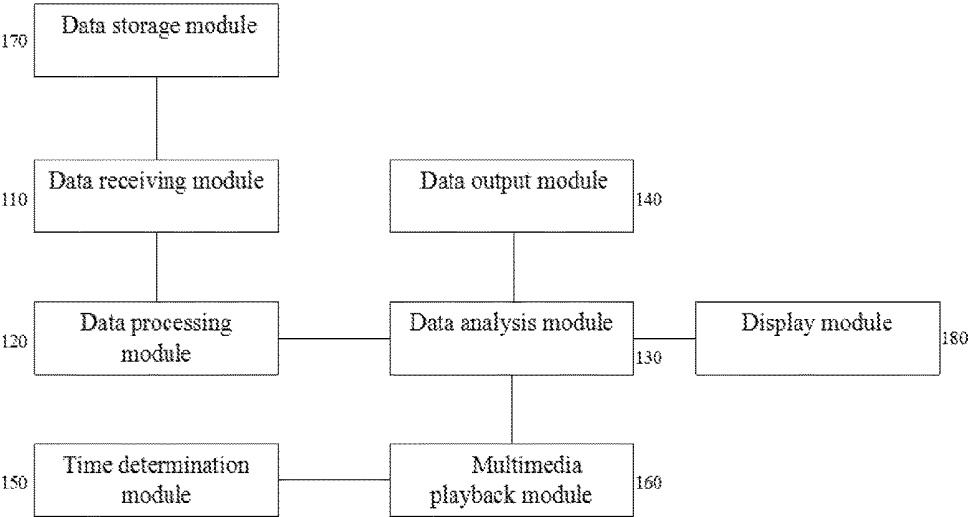 Data storage module
170
Data receiving module
110
Data output module
140
Data processing
module
120
Data analysis module
130
Display module
180
Time determination
module
150
Multimedia
playback module
160